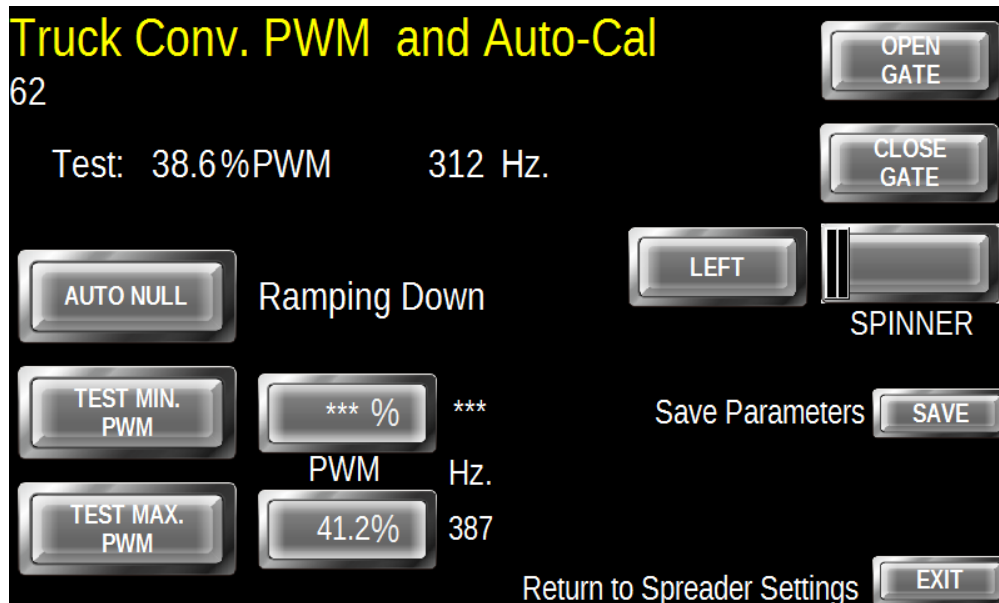 Truck Conv. PWM and Auto-Cal
62
OPEN
GATE
Test: 38.6%PWM 312 Hz.
CLOSE
GATE
LEFT
SPINNER
AUTO NULL
Ramping Down
TEST MIN.
PWM
*** %
***
Save Parameters
SAVE
PWM
Hz.
TEST MAX.
PWM
41.2%
387
Return to Spreader Settings
EXIT